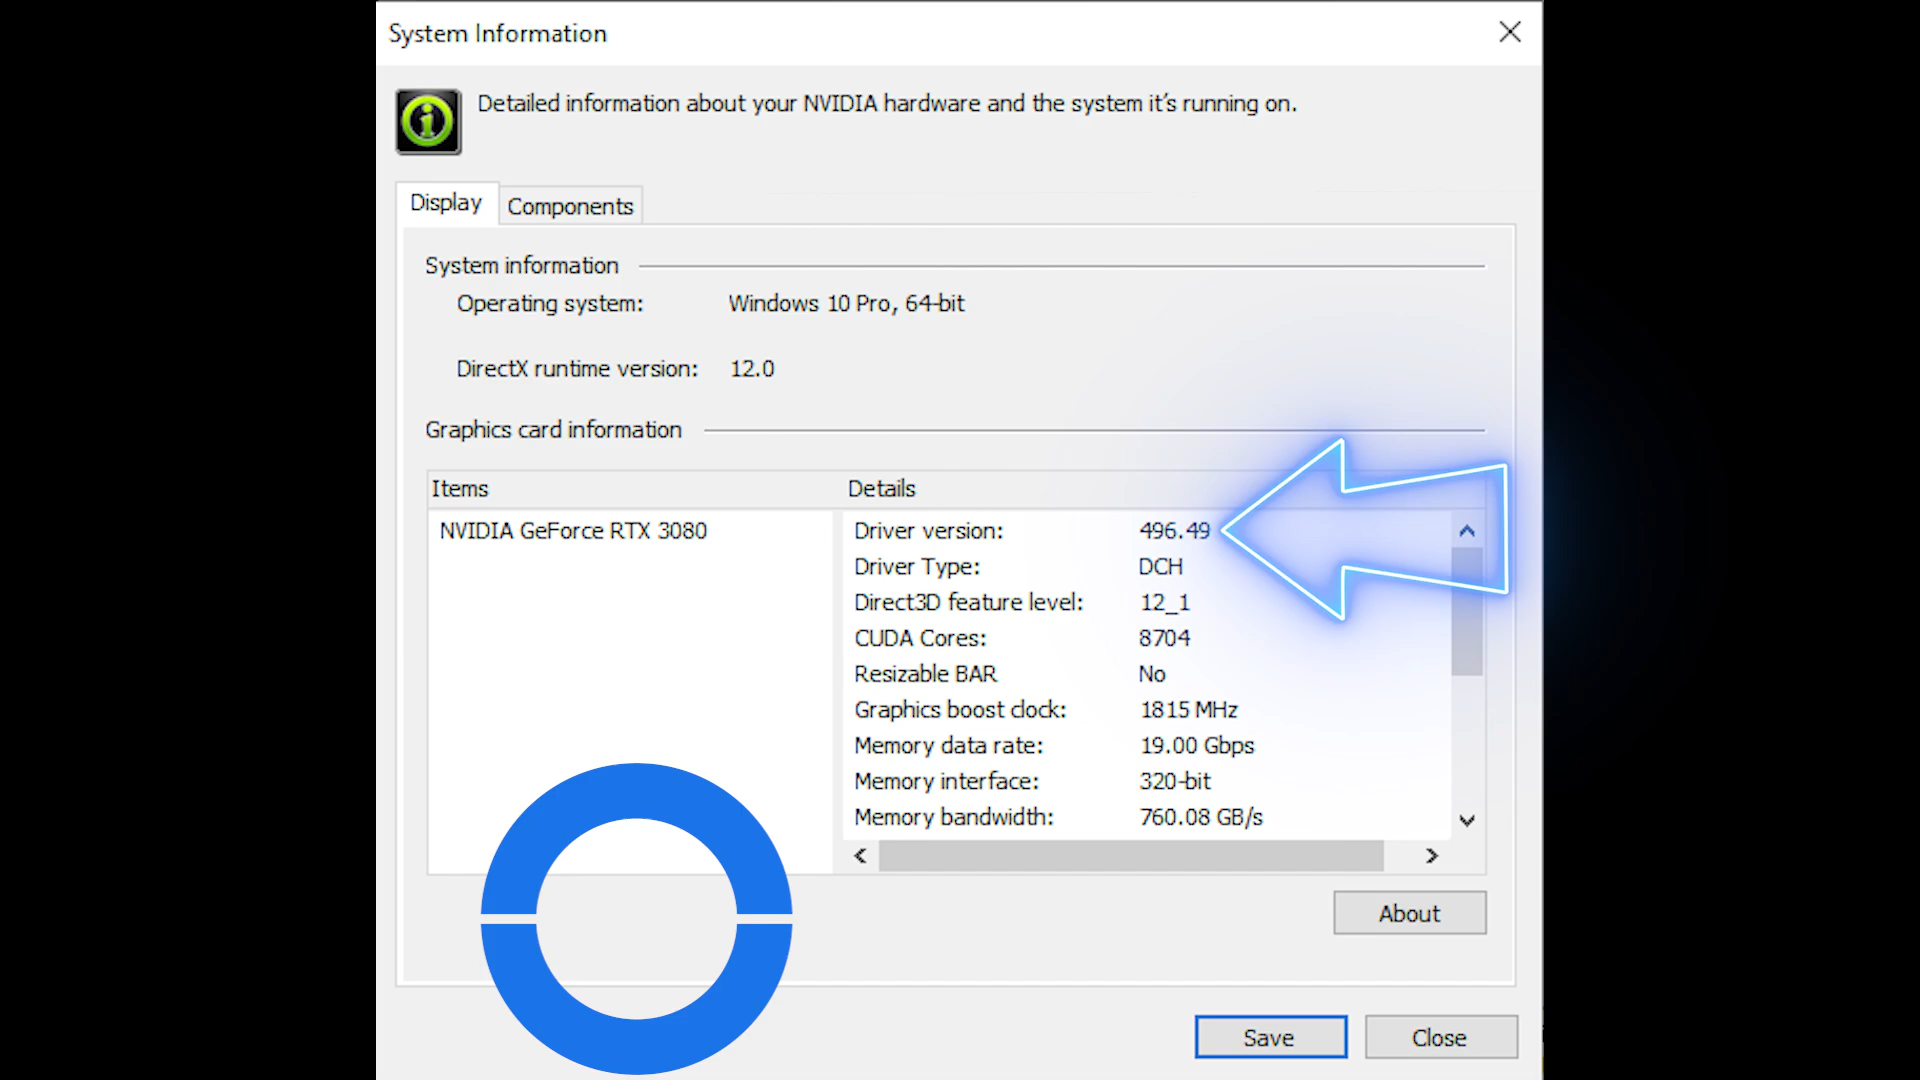 System Information
Detailed information about your NVIDIA hardware and the system it's running on.
Display
Components
System information
Operating system: Windows 10 Pro, 64-bit
DirectX runtime version: 12.0
Graphics card information
Items Details
NVIDIA GeForce RTX 3080
Driver version: 496.49
Driver Type: DCH
Direct3D feature level: 12_1
CUDA Cores: 8704
Resizable BAR No
Graphics boost clock: 1815 MHz
Memory data rate: 19.00 Gbps
Memory interface: 320-bit
Memory bandwidth: 760.08 GB/s
About
Save
Close